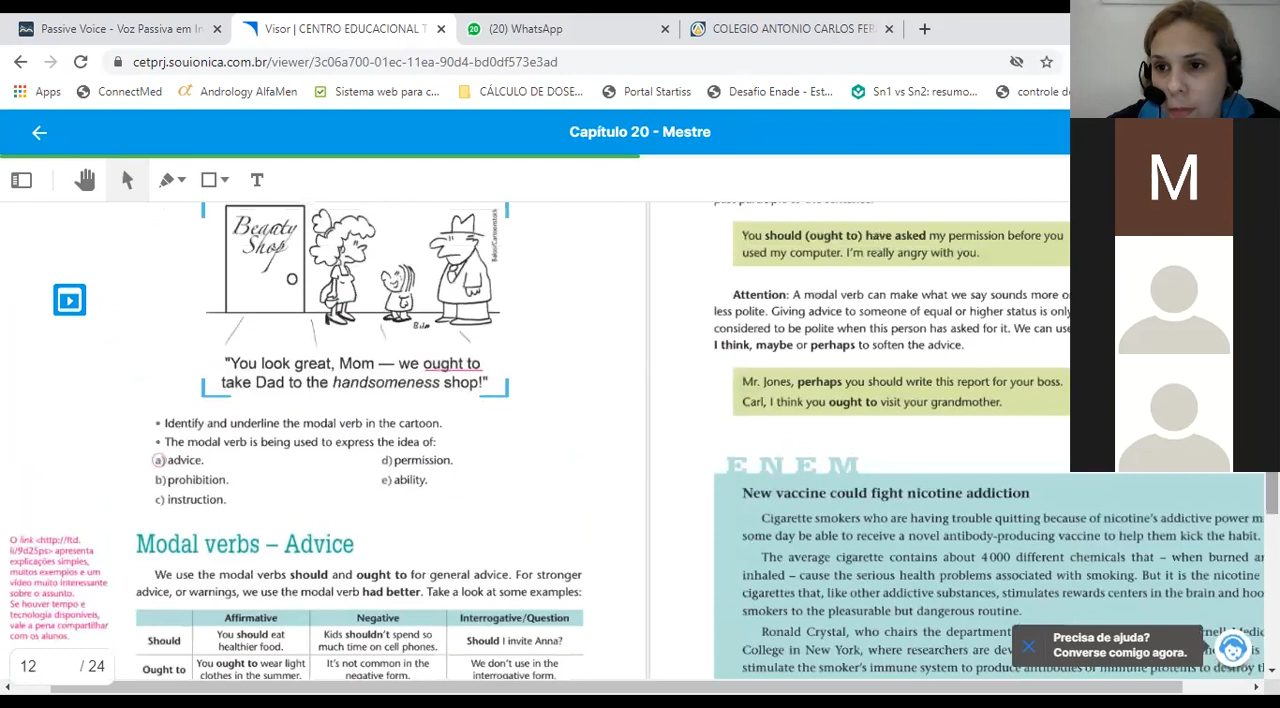 Passive Voice - Voz Passiva em In
Visor | CENTRO EDUCACIONAL T
20
(20) WhatsApp
COLEGIO ANTONIO CARLOS FER
cetprj.souionica.com.br/viewer/3c06a700-01ec-11ea-90d4-bd0df573e3ad
Apps
ConnectMed
Andrology AlfaMen
Sistema web para c...
CÁLCULO DE DOSE...
Portal Startiss
Desafio Enade - Est...
Sn1 vs Sn2: resumo...
controle de
Capítulo 20 - Mestre
T
M
Beauty
Shop
"You look great, Mom — we ought to
take Dad to the handsomeness shop!"
• Identify and underline the modal verb in the cartoon.
• The modal verb is being used to express the idea of:
a) advice.
d) permission.
b) prohibition.
e) ability.
c) instruction.
O link <http://ftd.
li/9d25ps> apresenta
explicações simples,
muitos exemplos e um
vídeo muito interessante
sobre o assunto.
Se houver tempo e
tecnologia disponíveis,
vale a pena compartilhar
com os alunos.
Modal verbs – Advice
We use the modal verbs should and ought to for general advice. For stronger
advice, or warnings, we use the modal verb had better. Take a look at some examples:
Affirmative Negative Interrogative/Question
Should
You should eat
healthier food.
Kids shouldn't spend so
much time on cell phones.
Should I invite Anna?
Ought to
You ought to wear light
clothes in the summer.
It's not common in the
negative form.
We don't use in the
interrogative form.
12 / 24
You should (ought to) have asked my permission before you
used my computer. I'm really angry with you.
Attention: A modal verb can make what we say sounds more o
less polite. Giving advice to someone of equal or higher status is only
considered to be polite when this person has asked for it. We can use
I think, maybe or perhaps to soften the advice.
Mr. Jones, perhaps you should write this report for your boss.
Carl, I think you ought to visit your grandmother.
ENEM
New vaccine could fight nicotine addiction
Cigarette smokers who are having trouble quitting because of nicotine's addictive power m
some day be able to receive a novel antibody-producing vaccine to help them kick the habit.
The average cigarette contains about 4 000 different chemicals that – when burned a
inhaled – cause the serious health problems associated with smoking. But it is the nicotine
cigarettes that, like other addictive substances, stimulates rewards centers in the brain and hoo
smokers to the pleasurable but dangerous routine.
Ronald Crystal, who chairs the department
College in New York, where researchers are dev
stimulate the smoker's immune system to produce antibodies or immune proteins to destroy t
Precisa de ajuda?
Converse comigo agora.